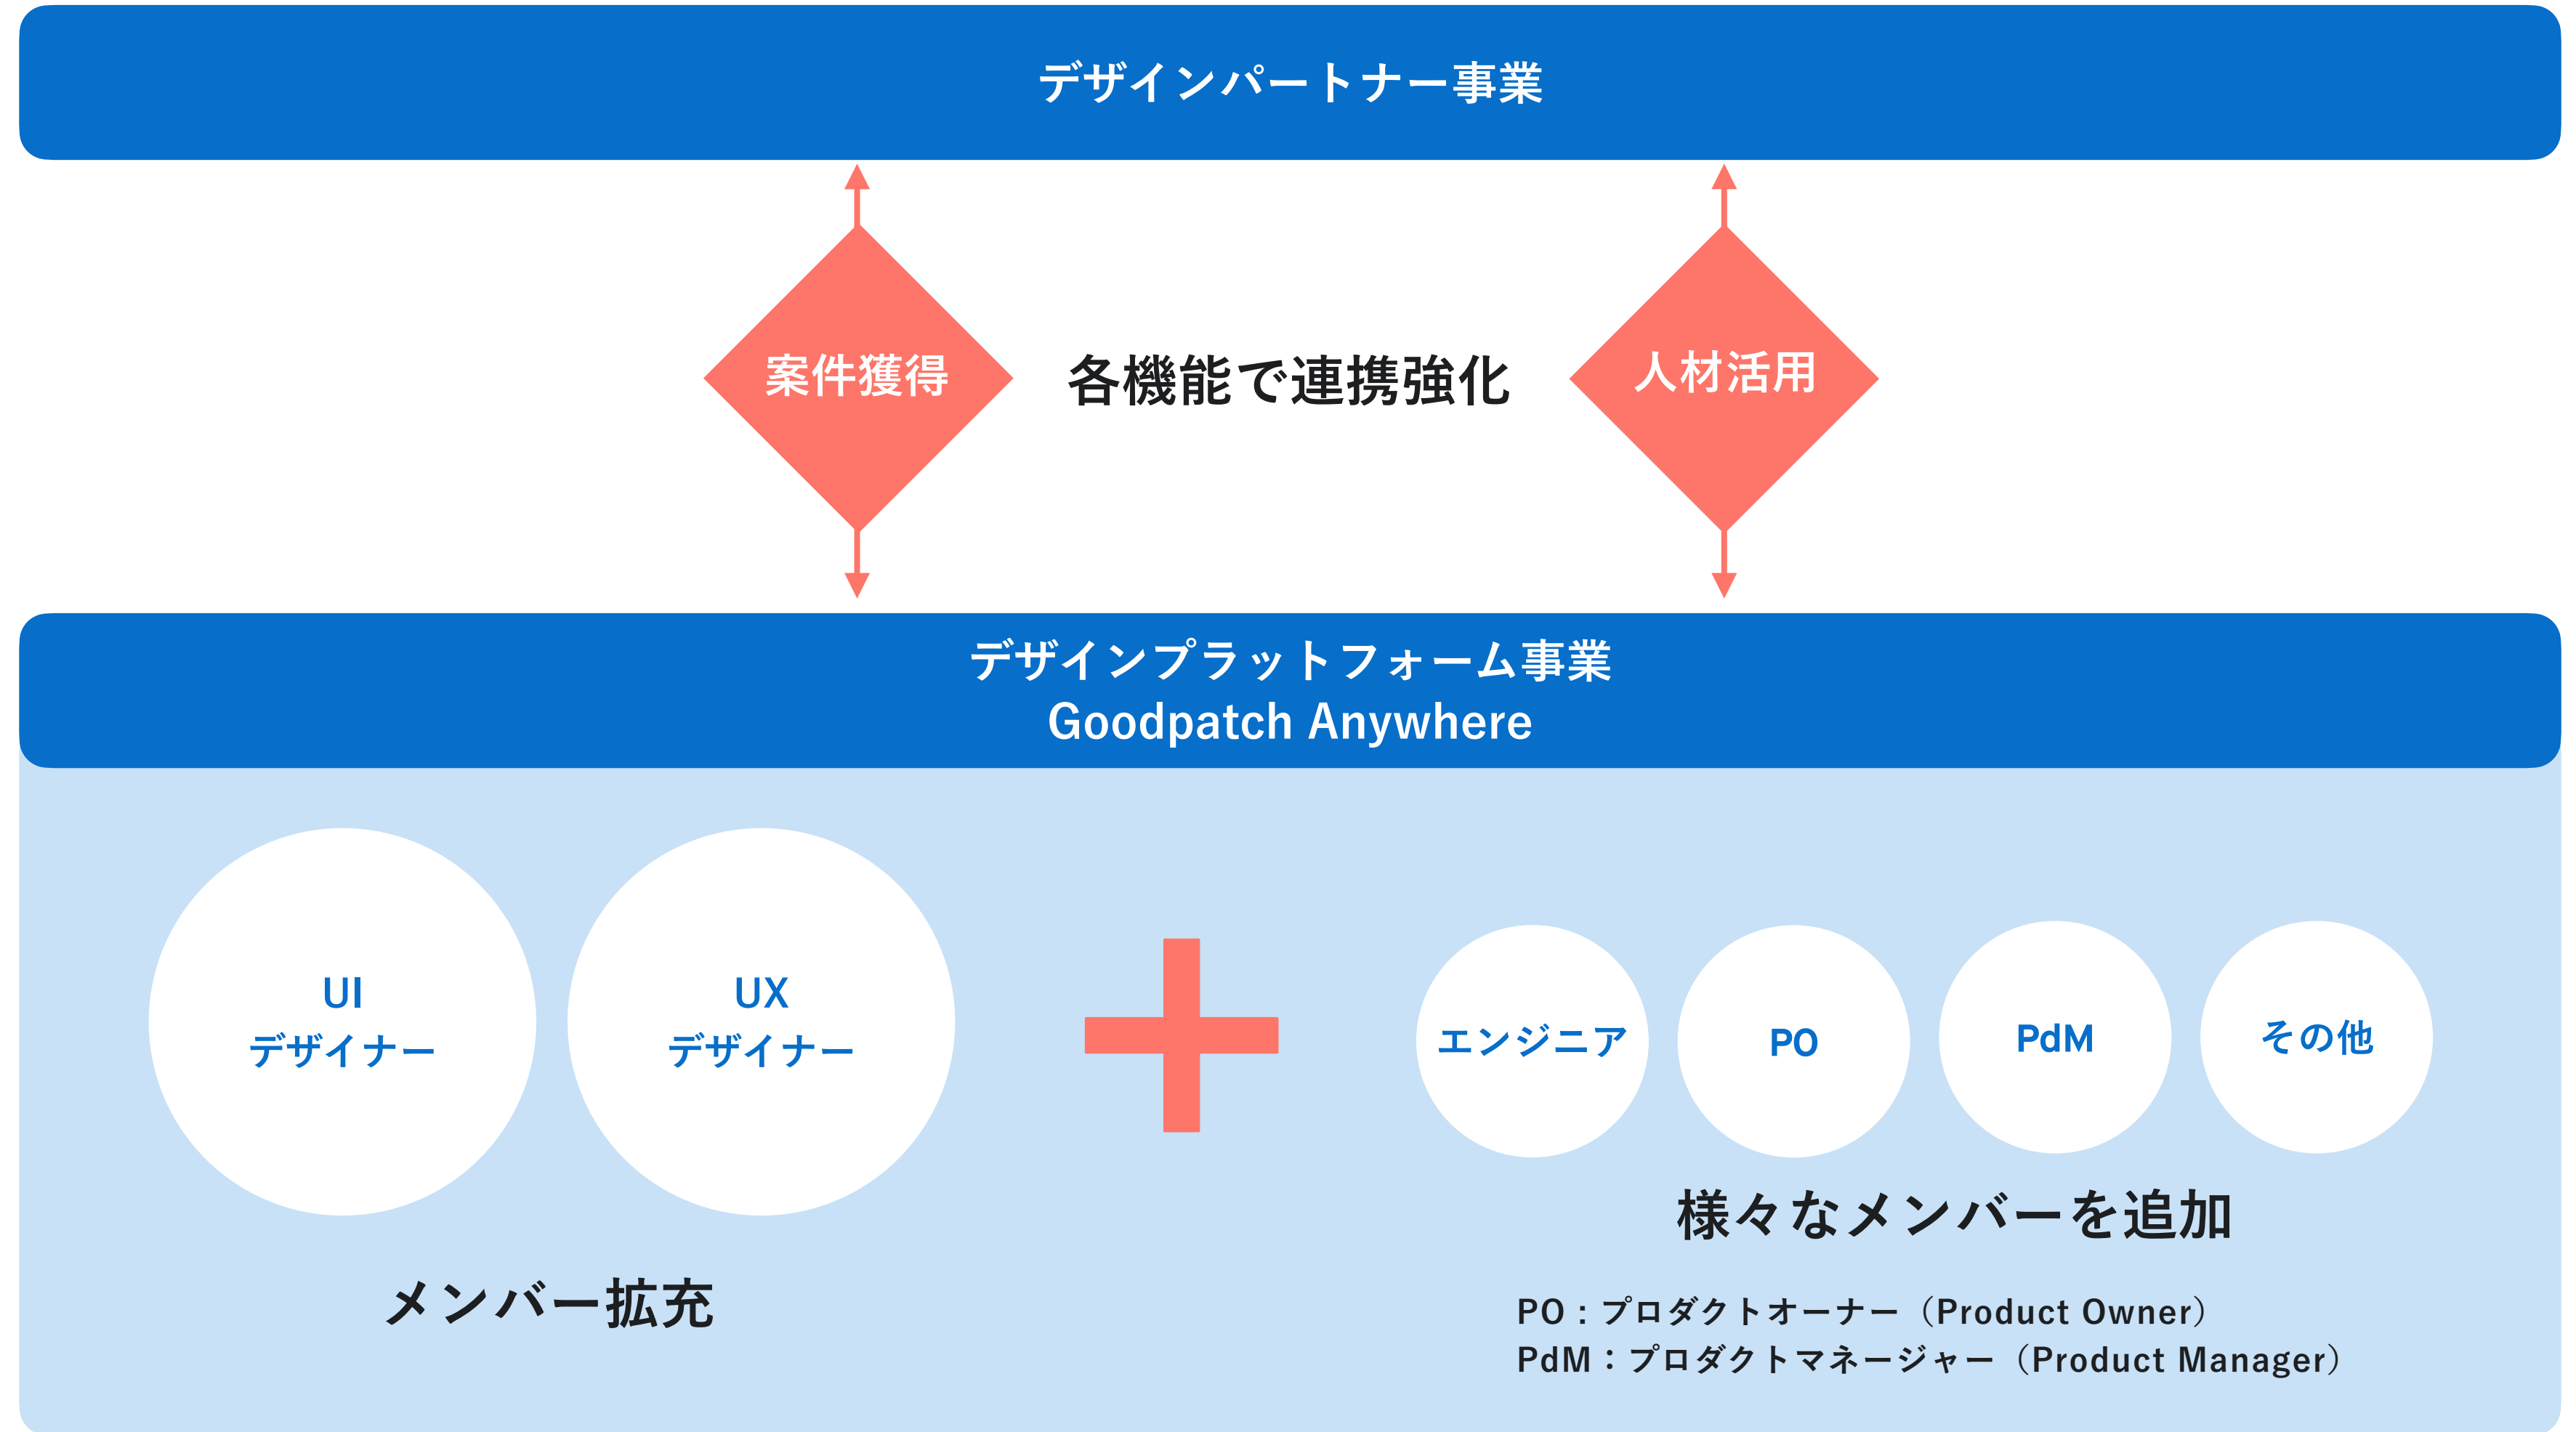 デザインパートナー事業
案件獲得
各機能で連携強化
人材活用
デザインプラットフォーム事業
Goodpatch Anywhere
UI
デザイナー
UX
デザイナー
エンジニア
PO
PdM
その他
メンバー拡充
様々なメンバーを追加
PO：プロダクトオーナー（Product Owner）
PdM：プロダクトマネージャー（Product Manager）